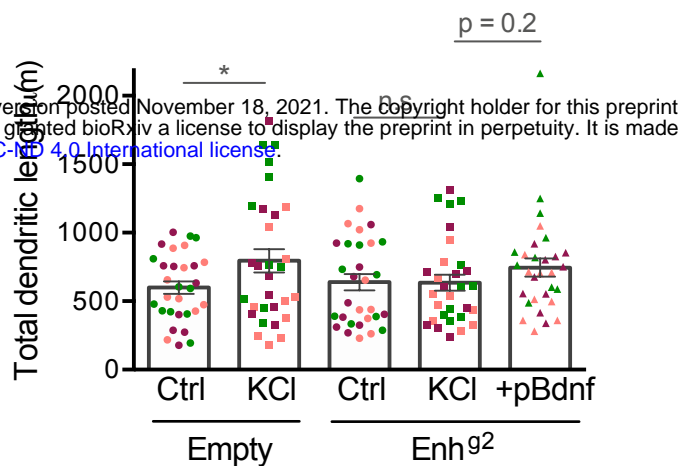 p = 0.2
*
n.s.
version posted November 18, 2021. The copyright holder for this preprint
granted bioRxiv a license to display the preprint in perpetuity. It is made
C-ND 4.0 International license.
Total dendritic length (m)
2000
1500
1000
500
0
Ctrl KCl Ctrl KCl +pBdnf
Empty Enhg2